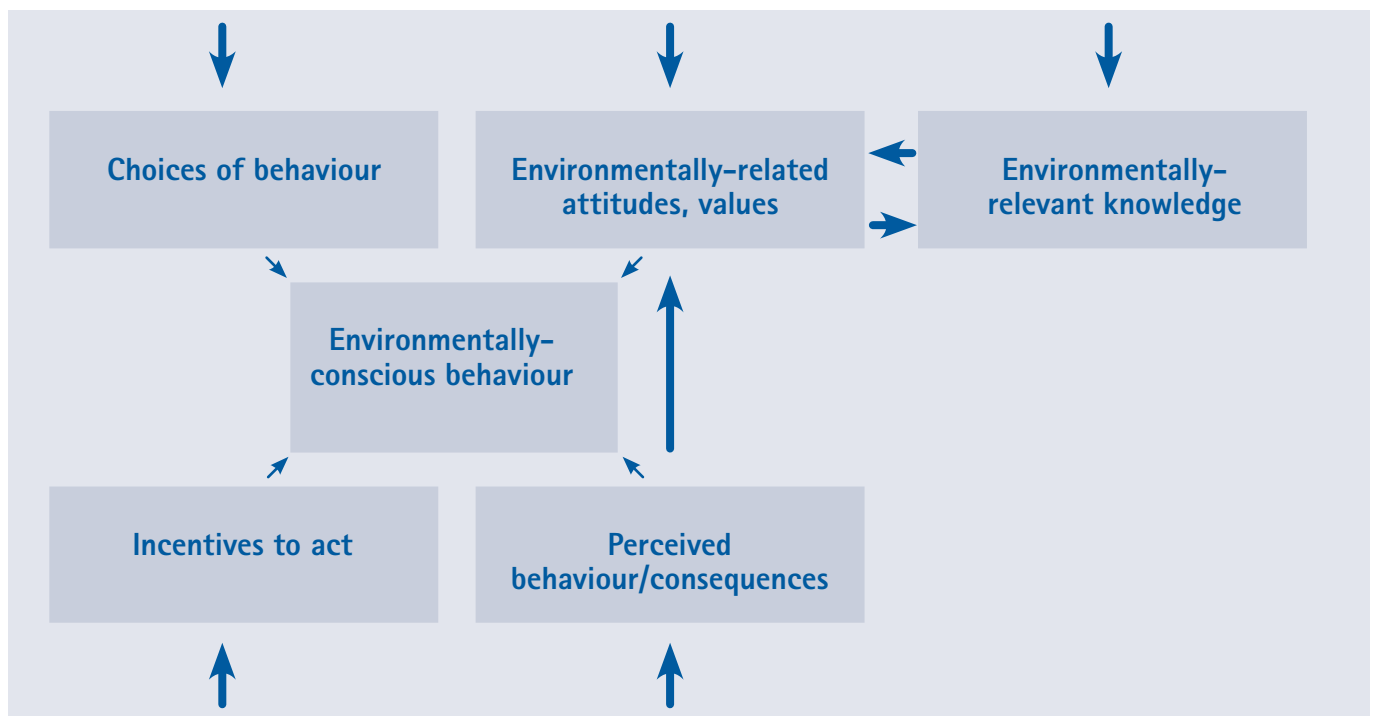 Choices of behaviour
Environmentally-related
attitudes, values
Environmentally-
relevant knowledge
Environmentally-
conscious behaviour
Incentives to act
Perceived
behaviour/consequences